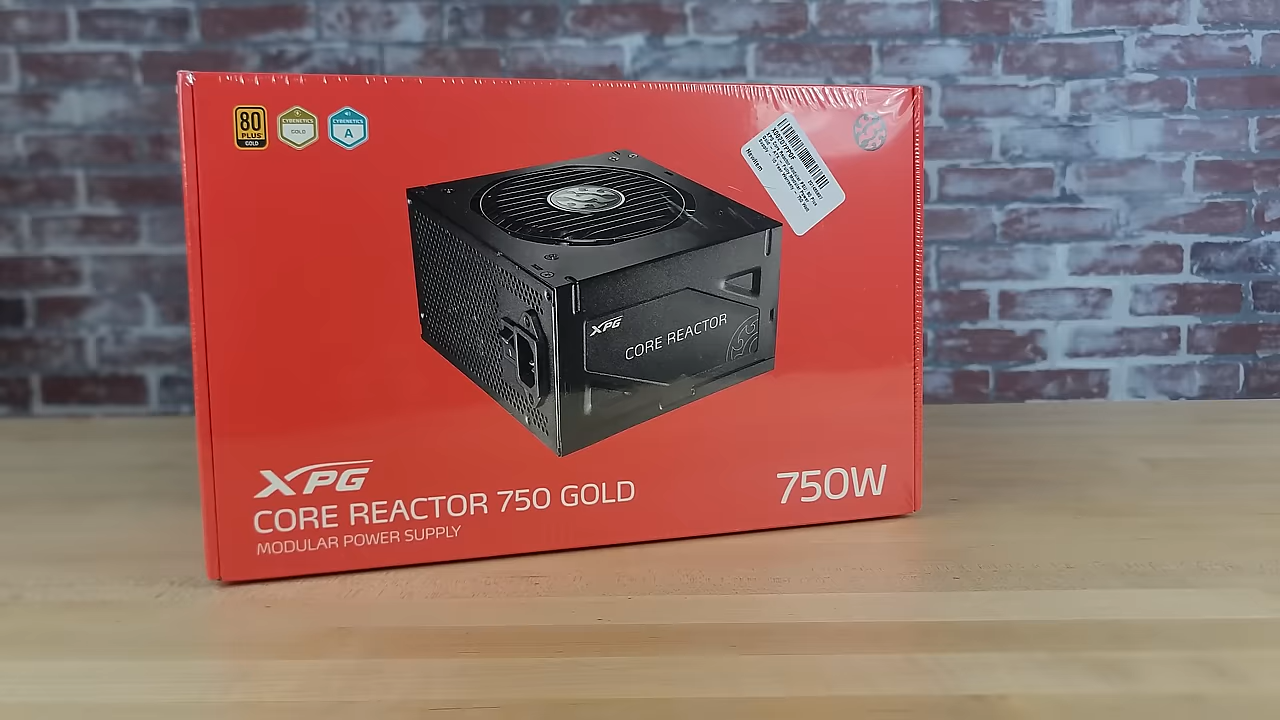 80
PLUS
GOLD
CYBENETICS
GOLD
CYBENETICS
A
XPG
CORE REACTOR
XPG
CORE REACTOR 750 GOLD
MODULAR POWER SUPPLY
750W